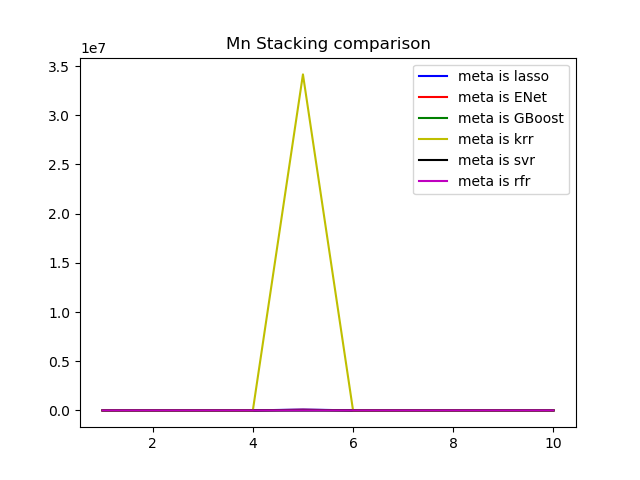 Mn Stacking comparison
1e7
3.5
3.0
2.5
2.0
1.5
1.0
0.5
0.0
2
4
6
8
10
meta is lasso
meta is ENet
meta is GBoost
meta is krr
meta is svr
meta is rfr